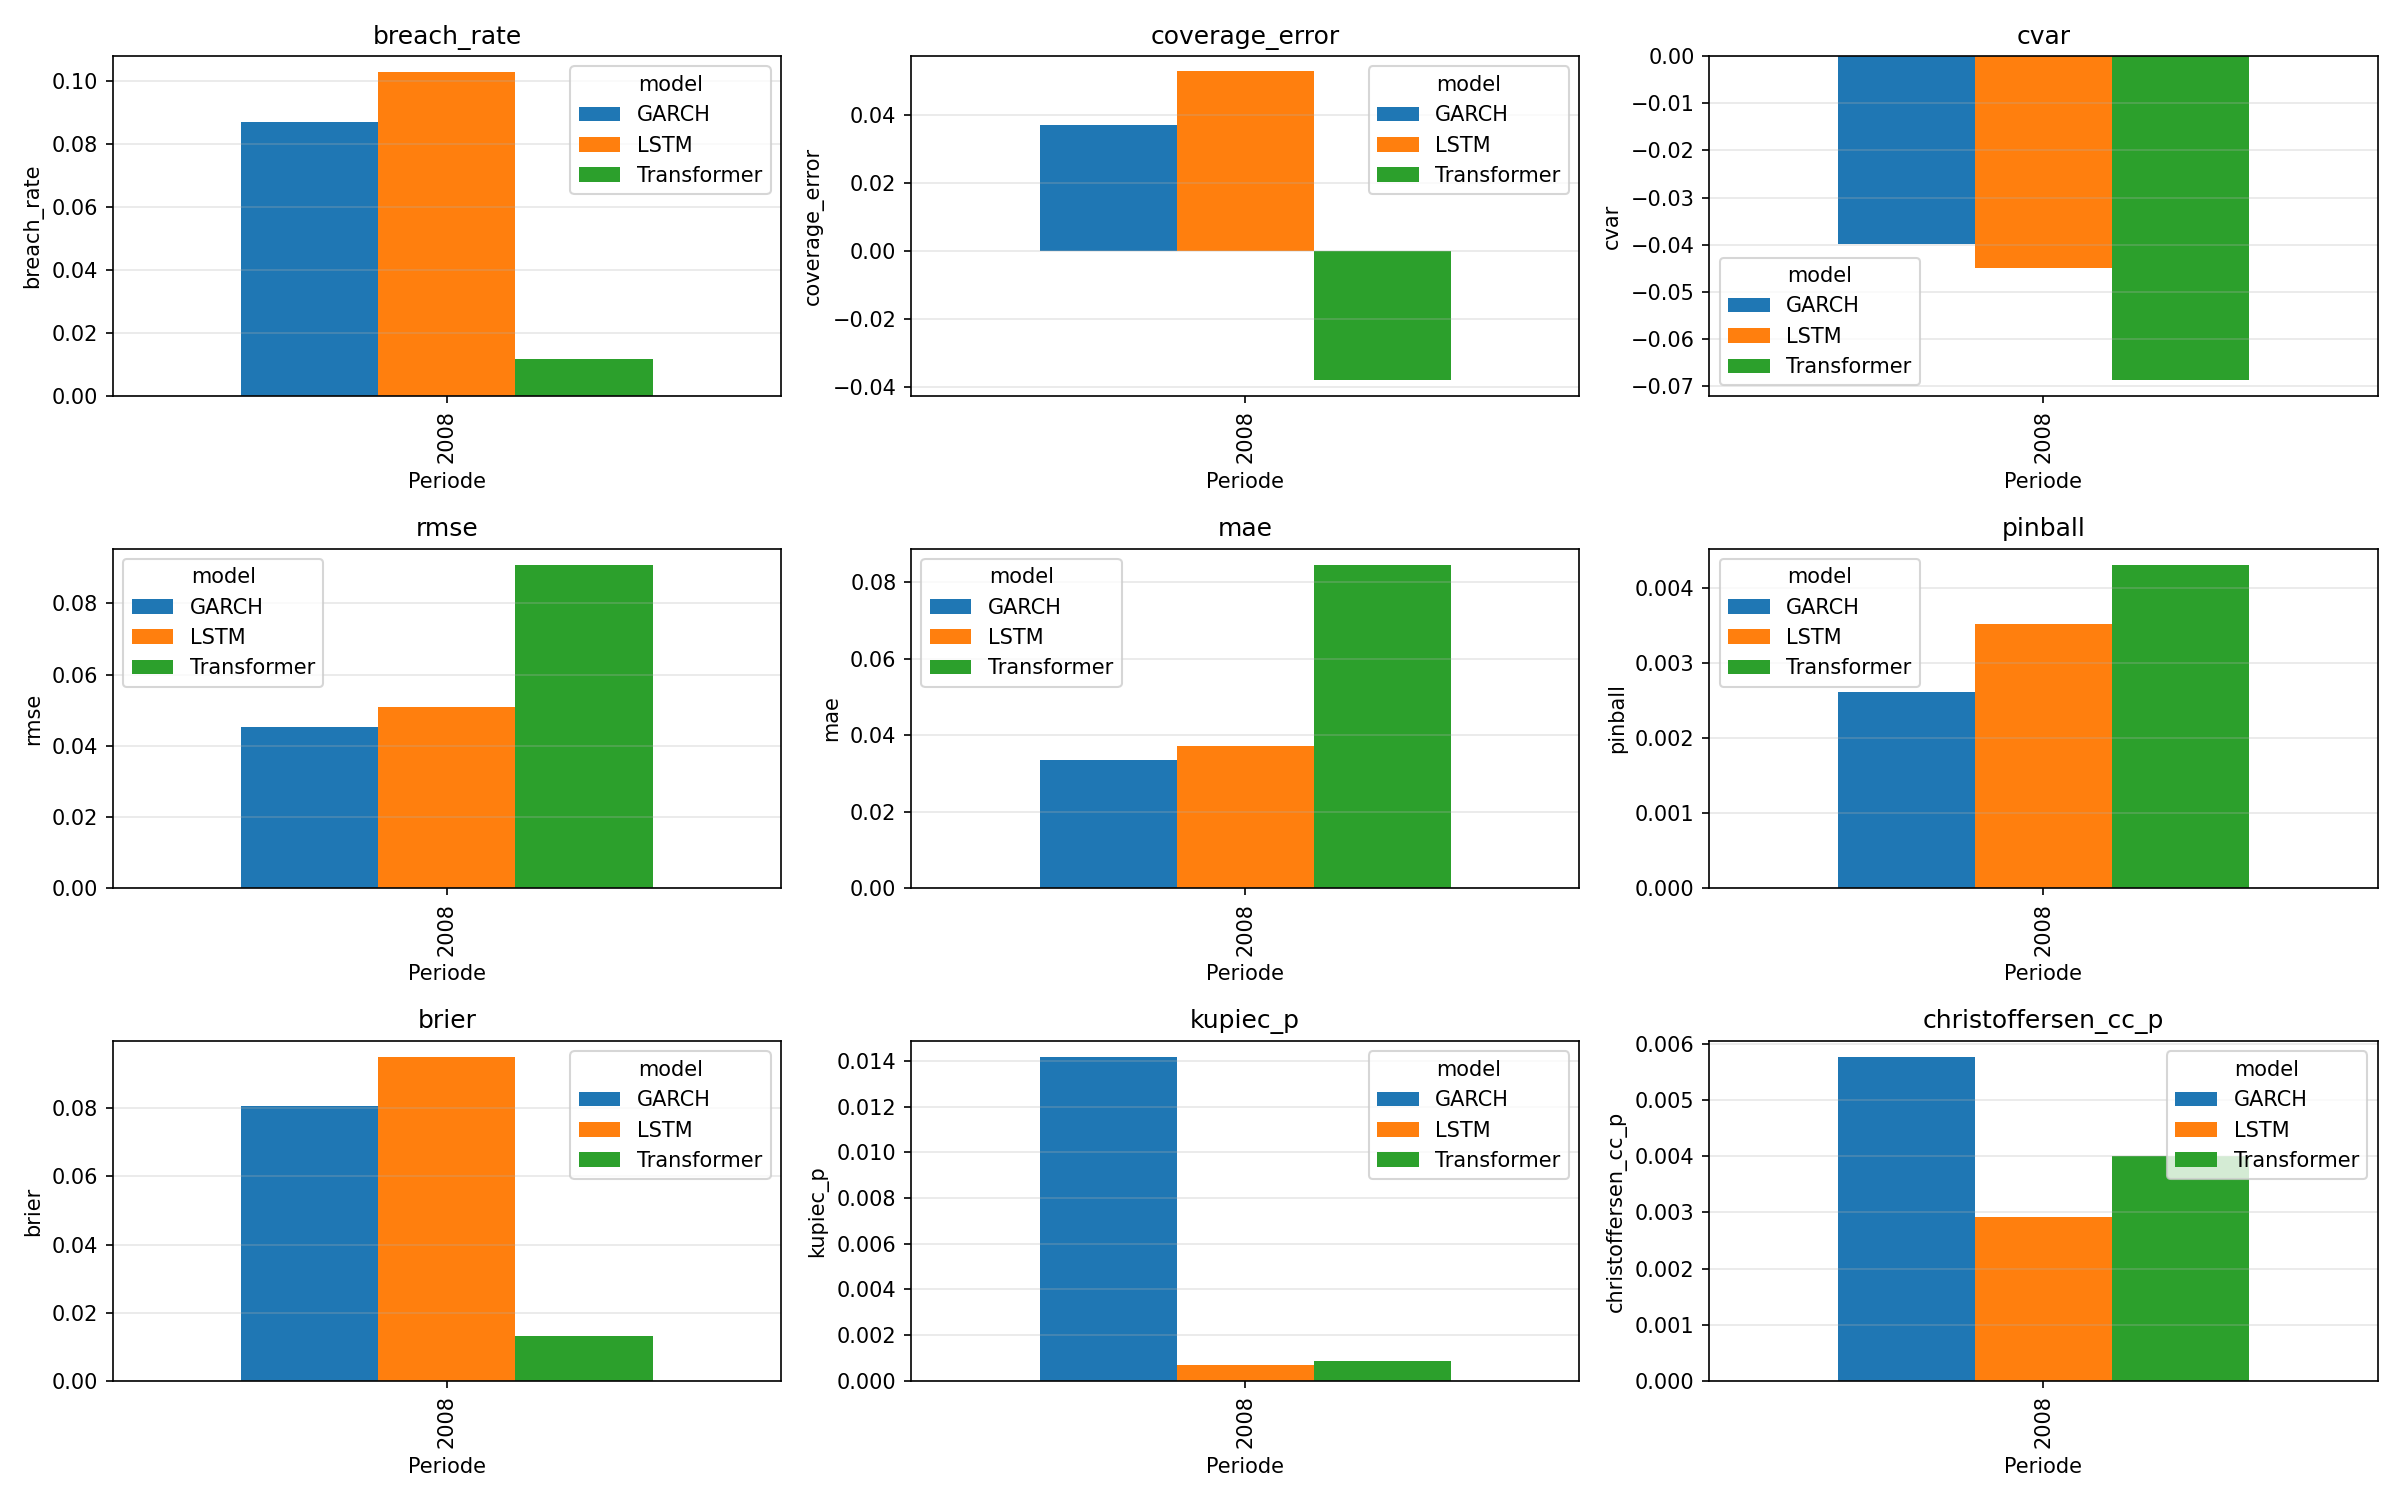 breach_rate
breach_rate
0.10
0.08
0.06
0.04
0.02
0.00
model
GARCH
LSTM
Transformer
2008
Periode
coverage_error
coverage_error
0.04
0.02
0.00
−0.02
−0.04
model
GARCH
LSTM
Transformer
2008
Periode
cvar
cvar
0.00
−0.01
−0.02
−0.03
−0.04
−0.05
−0.06
−0.07
model
GARCH
LSTM
Transformer
2008
Periode
rmse
rmse
0.08
0.06
0.04
0.02
0.00
model
GARCH
LSTM
Transformer
2008
Periode
mae
mae
0.08
0.06
0.04
0.02
0.00
model
GARCH
LSTM
Transformer
2008
Periode
pinball
pinball
0.004
0.003
0.002
0.001
0.000
model
GARCH
LSTM
Transformer
2008
Periode
brier
brier
0.08
0.06
0.04
0.02
0.00
model
GARCH
LSTM
Transformer
2008
Periode
kupiec_p
kupiec_p
0.014
0.012
0.010
0.008
0.006
0.004
0.002
0.000
model
GARCH
LSTM
Transformer
2008
Periode
christoffersen_cc_p
christoffersen_cc_p
0.006
0.005
0.004
0.003
0.002
0.001
0.000
model
GARCH
LSTM
Transformer
2008
Periode